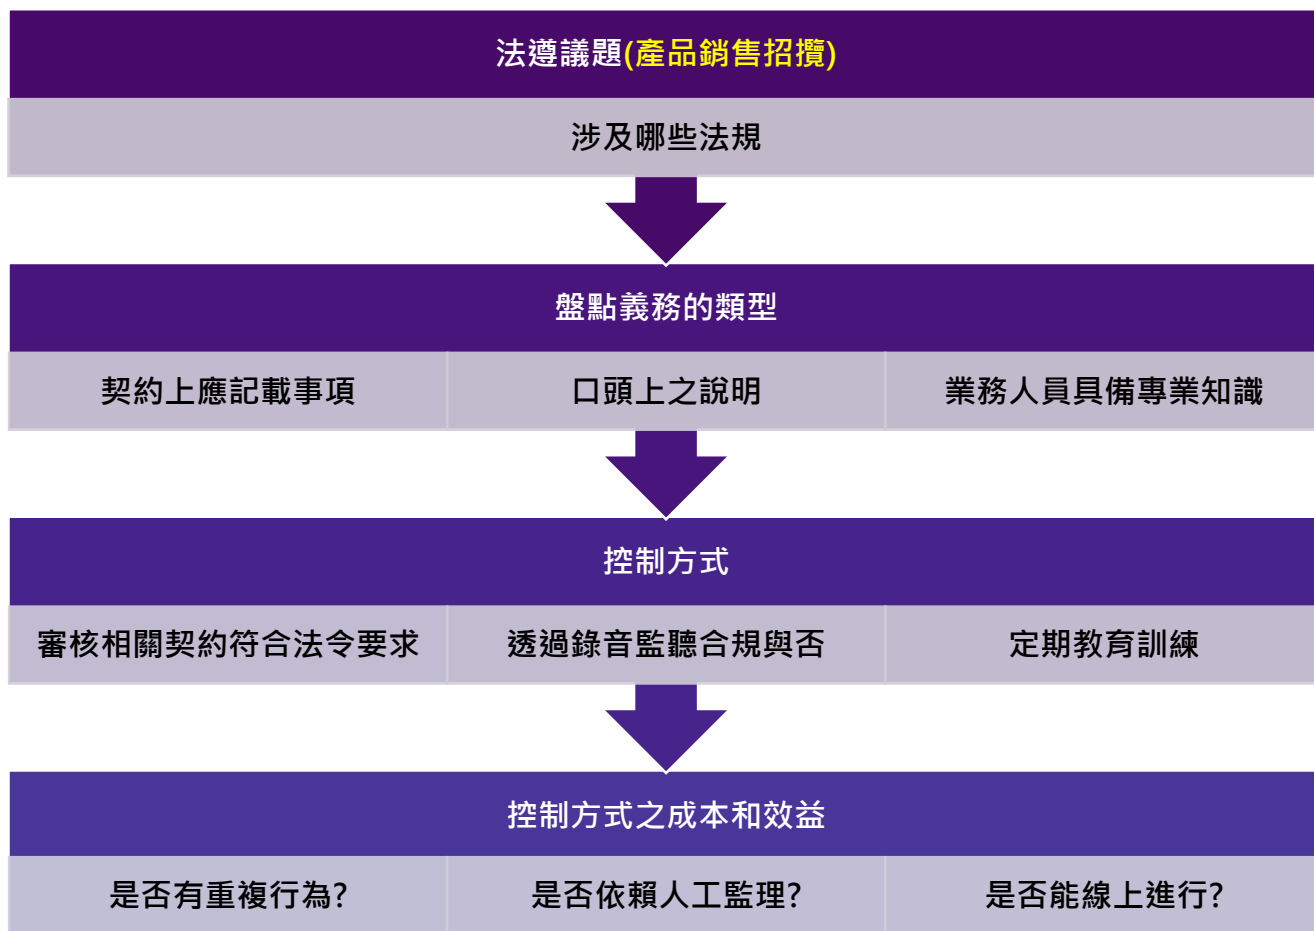 法遵議題(產品銷售招攬)
涉及哪些法規
盤點義務的類型
契約上應記載事項
口頭上之說明
業務人員具備專業知識
控制方式
審核相關契約符合法令要求
透過錄音監聽合規與否
定期教育訓練
控制方式之成本和效益
是否有重複行為?
是否依賴人工監理?
是否能線上進行?